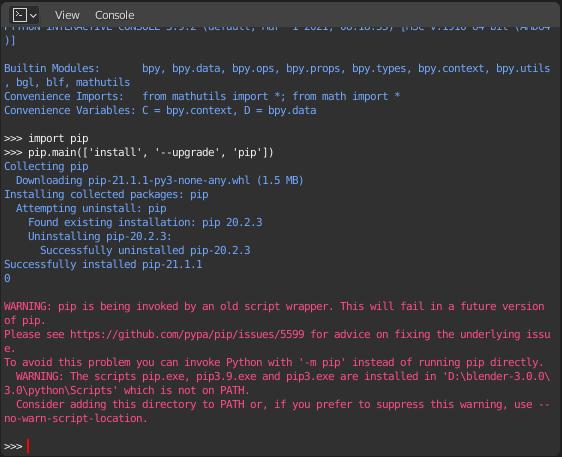 View Console
PYTHON INTERACTIVE CONSOLE 3.9.2 (default, Mar 1 2021, 08:18:55) [MSC v.1916 64 bit (AMD64
)]
Builtin Modules: bpy, bpy.data, bpy.ops, bpy.props, bpy.types, bpy.context, bpy.utils
, bgl, blf, mathutils
Convenience Imports: from mathutils import *; from math import *
Convenience Variables: C = bpy.context, D = bpy.data
>>> import pip
>>> pip.main(['install', '--upgrade', 'pip'])
Collecting pip
Downloading pip-21.1.1-py3-none-any.whl (1.5 MB)
Installing collected packages: pip
Attempting uninstall: pip
Found existing installation: pip 20.2.3
Uninstalling pip-20.2.3:
Successfully uninstalled pip-20.2.3
Successfully installed pip-21.1.1
0
WARNING: pip is being invoked by an old script wrapper. This will fail in a future version
of pip.
Please see https://github.com/pypa/pip/issues/5599 for advice on fixing the underlying issu
e.
To avoid this problem you can invoke Python with '-m pip' instead of running pip directly.
WARNING: The scripts pip.exe, pip3.9.exe and pip3.exe are installed in 'D:\blender-3.0.0\
3.0\python\Scripts' which is not on PATH.
Consider adding this directory to PATH or, if you prefer to suppress this warning, use --
no-warn-script-location.
>>>